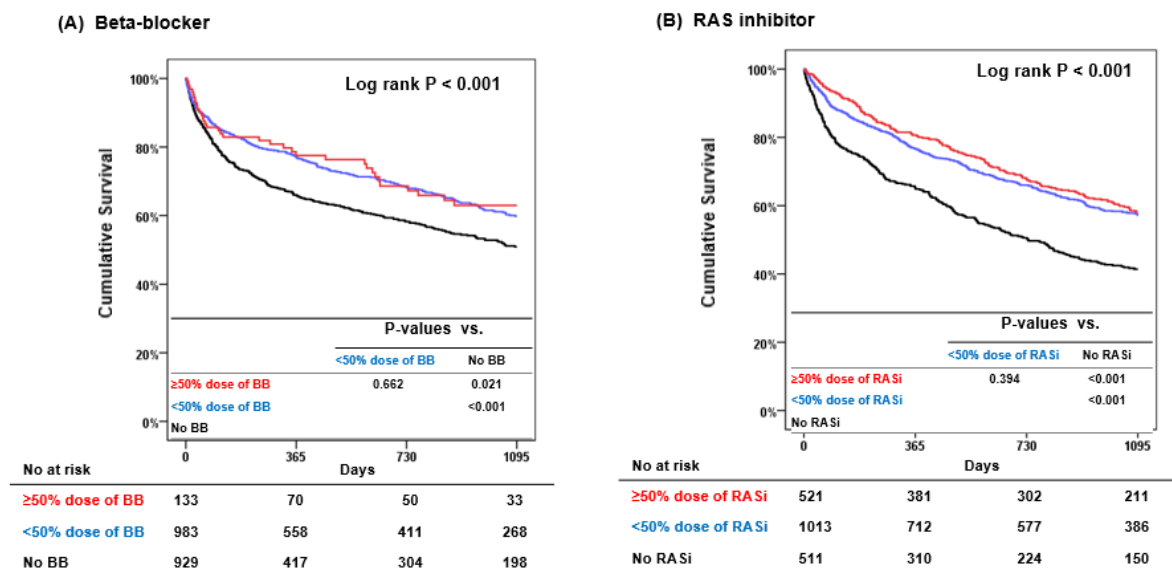 (A) Beta-blocker
Log rank P < 0.001
Cumulative Survival
100%
80%
60%
40%
20%
0%
P-values vs.
<50% dose of BB No BB
≥50% dose of BB 0.662 0.021
<50% dose of BB <0.001
No BB
0 365 730 1095
No at risk Days
≥50% dose of BB 133 70 50 33
<50% dose of BB 983 558 411 268
No BB 929 417 304 198
(B) RAS inhibitor
Log rank P < 0.001
Cumulative Survival
100%
80%
60%
40%
20%
0%
P-values vs.
<50% dose of RASi No RASi
≥50% dose of RASi 0.394 <0.001
<50% dose of RASi <0.001
No RASi
0 365 730 1095
No at risk Days
≥50% dose of RASi 521 381 302 211
<50% dose of RASi 1013 712 577 386
No RASi 511 310 224 150